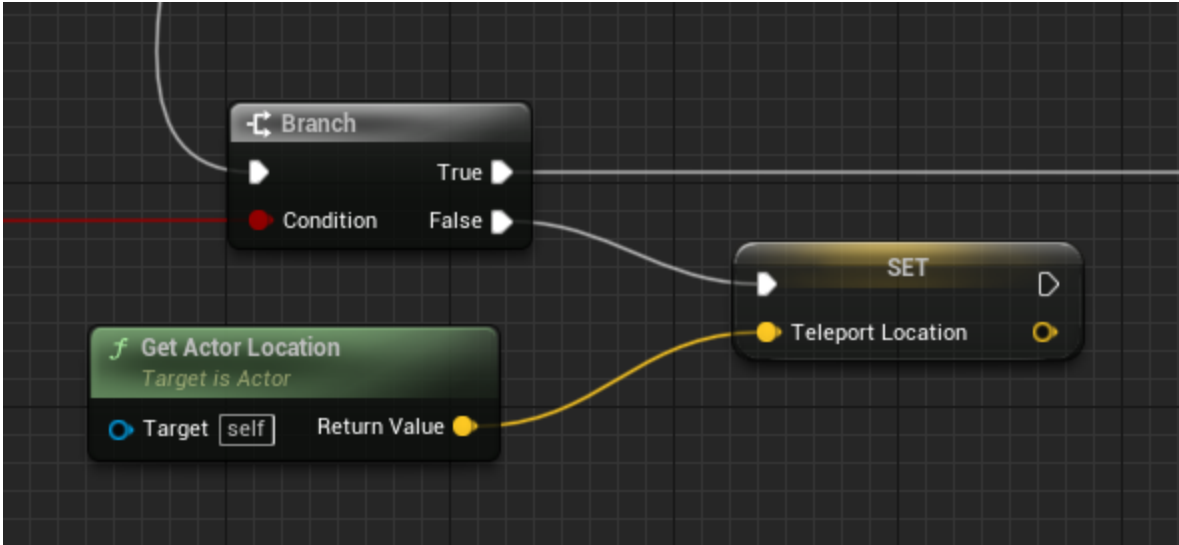 Branch
True
Condition
False
SET
Teleport Location
f Get Actor Location
Target is Actor
Target self
Return Value